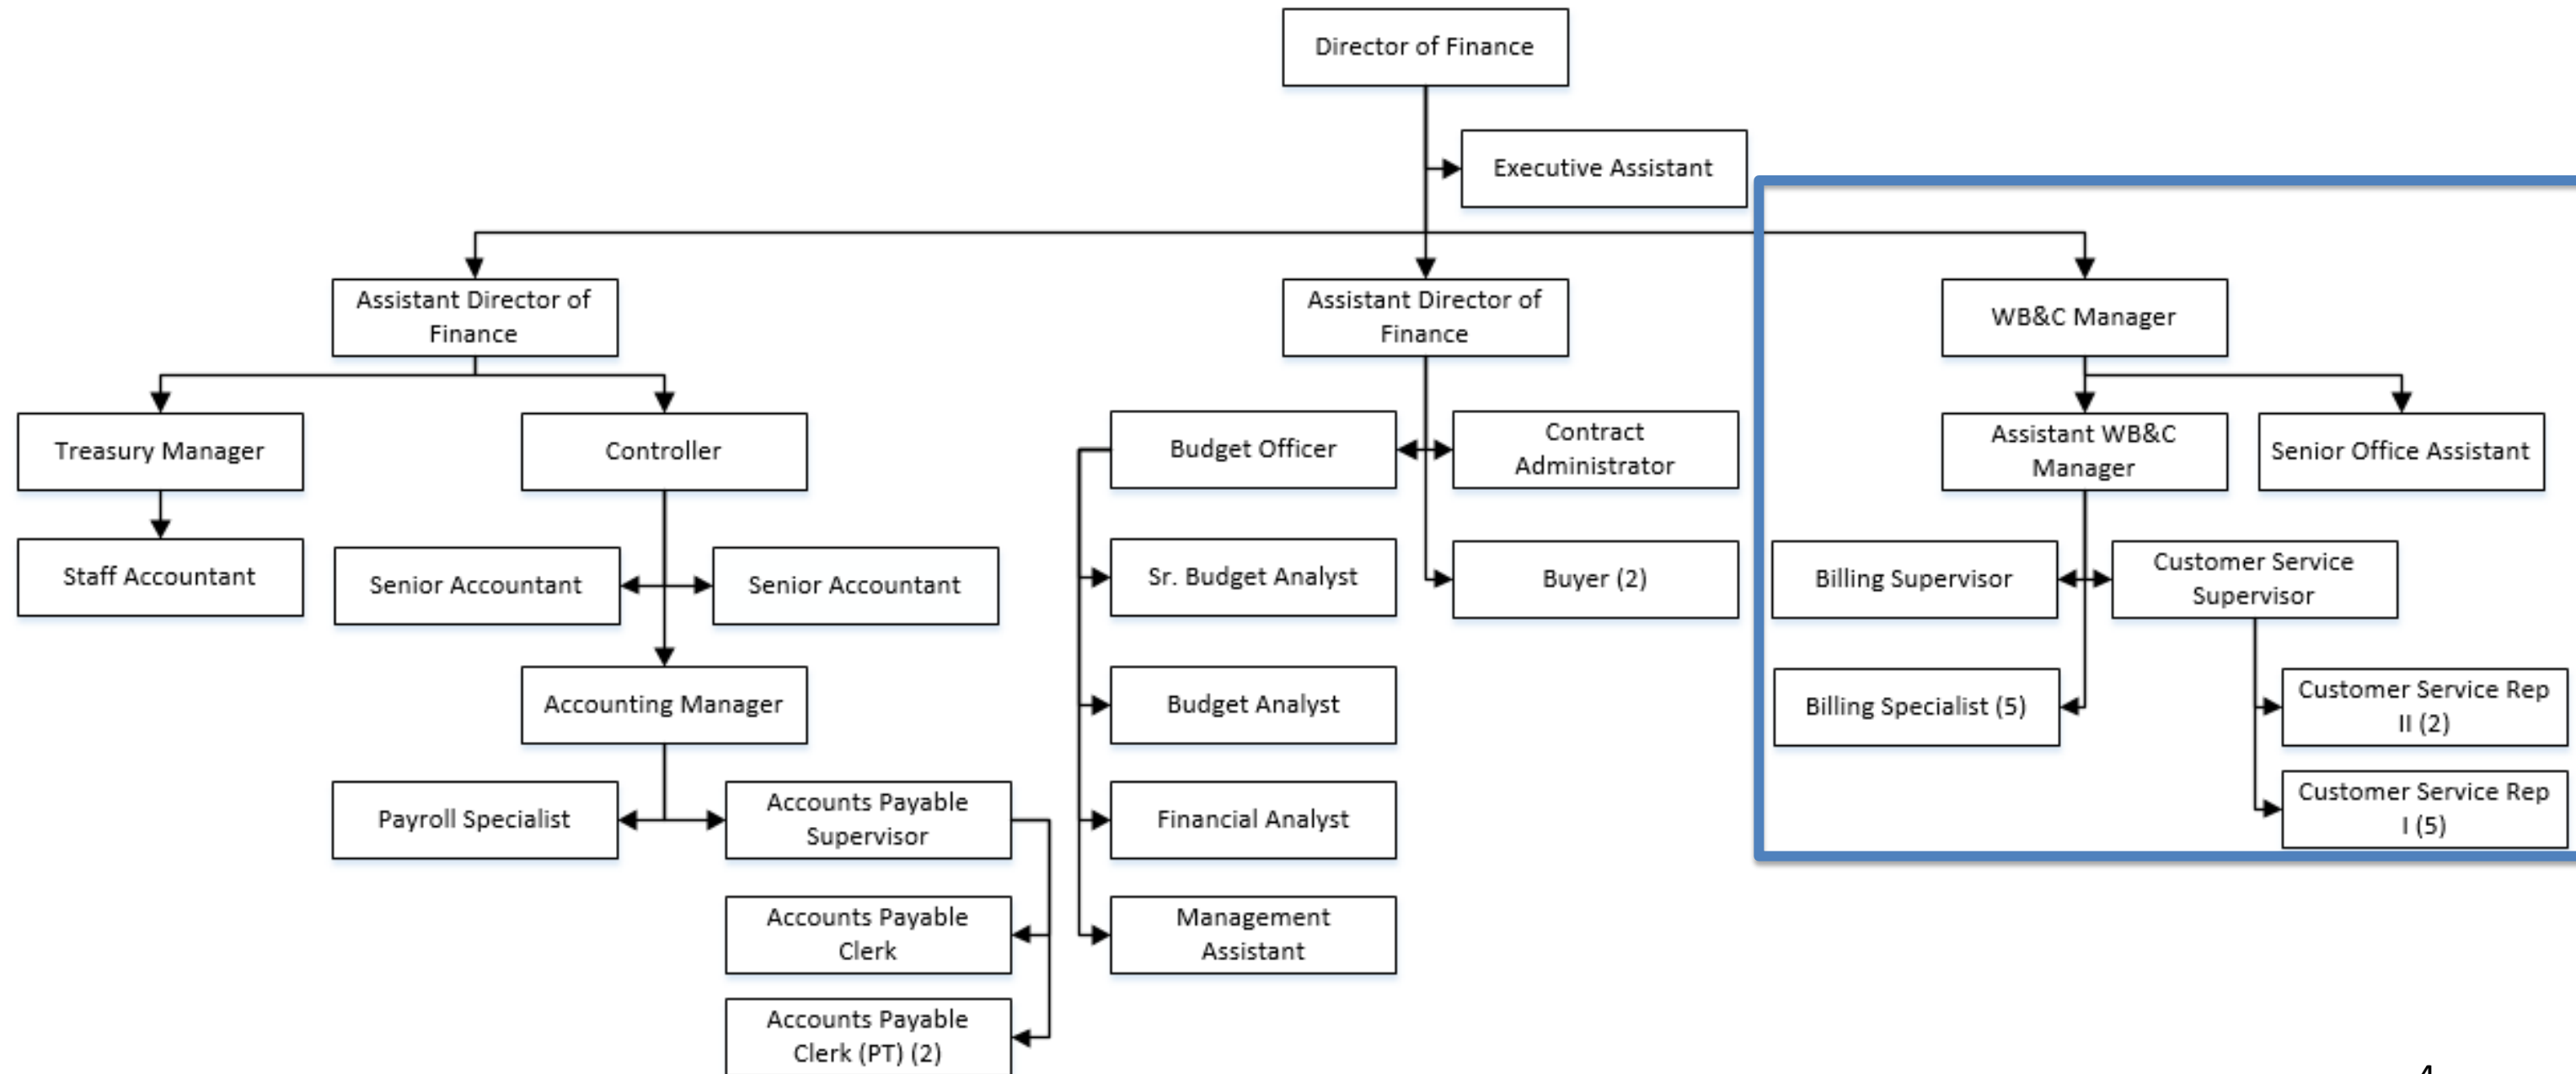 Director of Finance
Executive Assistant
Assistant Director of
Finance
Assistant Director of
Finance
WB&C Manager
Treasury Manager
Controller
Budget Officer
Contract
Administrator
Assistant WB&C
Manager
Senior Office Assistant
Staff Accountant
Senior Accountant
Senior Accountant
Sr. Budget Analyst
Buyer (2)
Billing Supervisor
Customer Service
Supervisor
Accounting Manager
Budget Analyst
Billing Specialist (5)
Customer Service Rep
II (2)
Payroll Specialist
Accounts Payable
Supervisor
Financial Analyst
Customer Service Rep
I (5)
Accounts Payable
Clerk
Management
Assistant
Accounts Payable
Clerk (PT) (2)